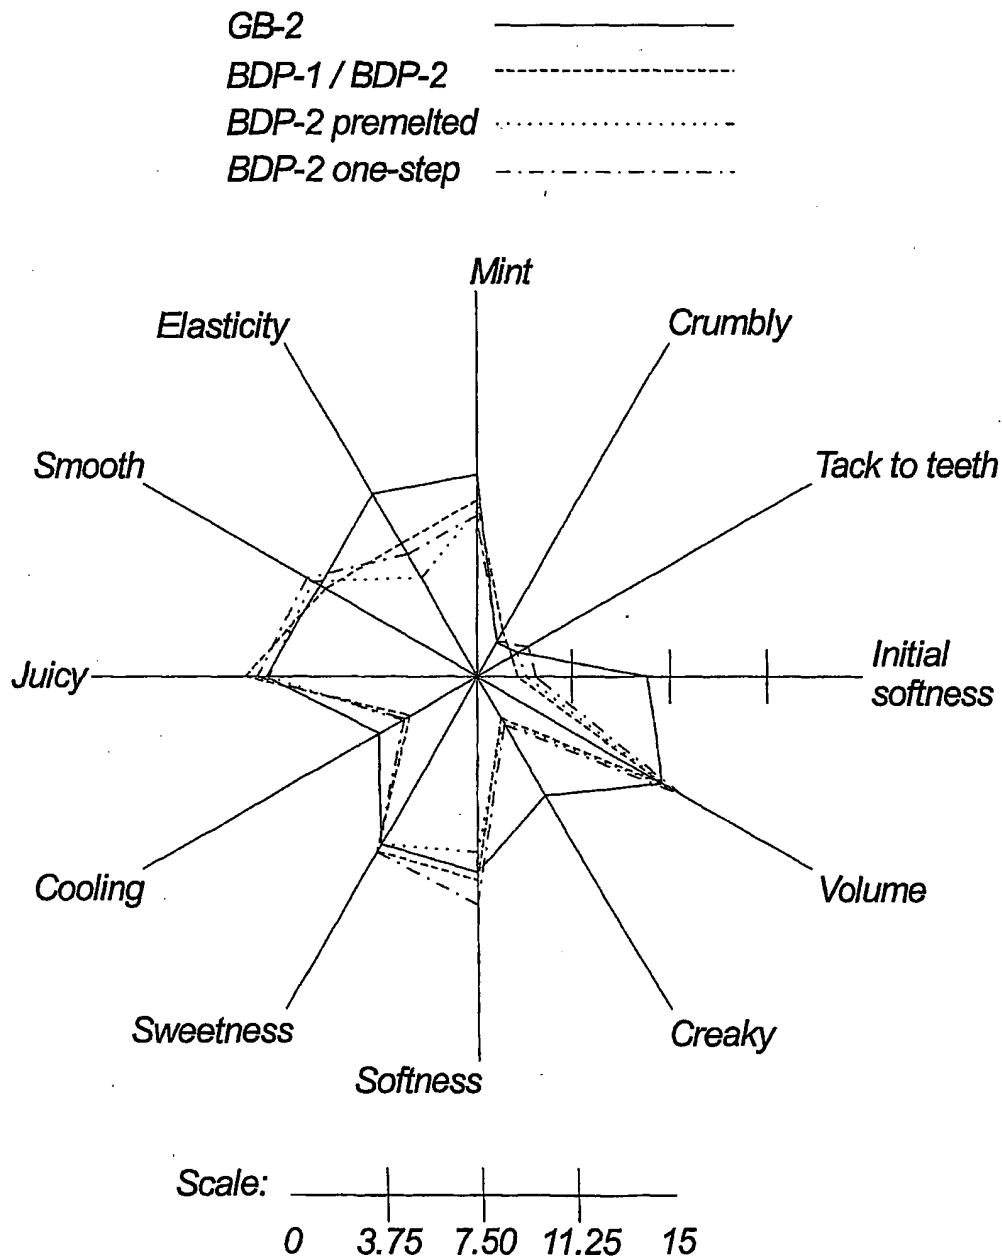 GB-2
BDP-1 / BDP-2
BDP-2 premelted
BDP-2 one-step
Mint
Elasticity
Crumbly
Smooth
Tack to teeth
Juicy
Initial
softness
Cooling
Volume
Sweetness
Creaky
Softness
Scale:
0 3.75 7.50 11.25 15